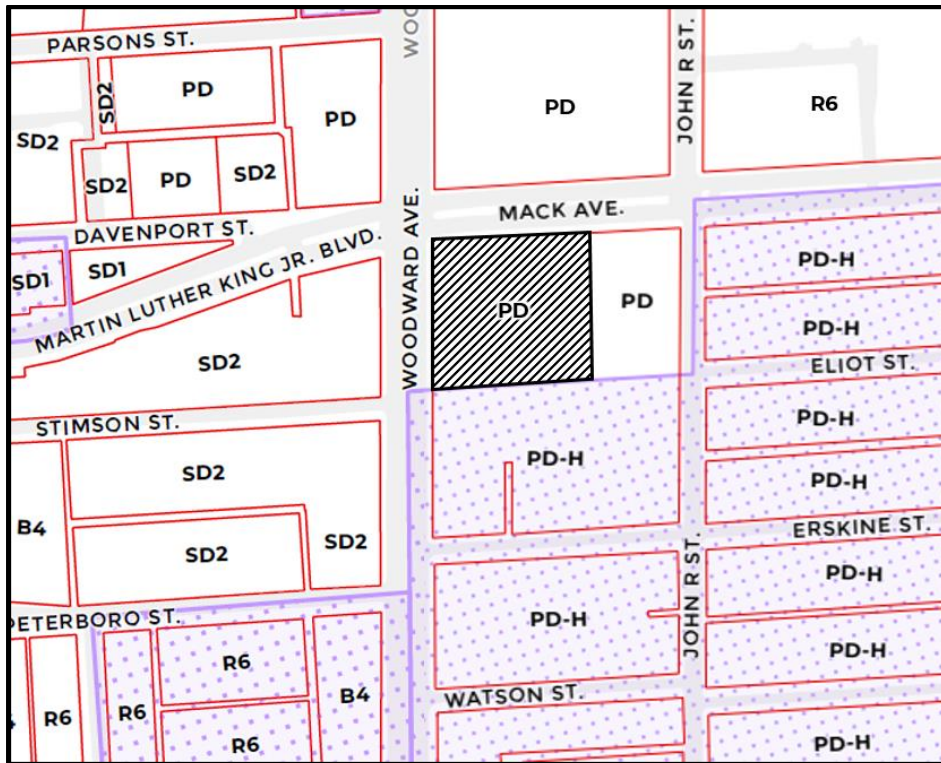 PARSONS ST.
WOO
JOHN R ST.
PD
SD2
PD
PD
R6
SD2
SD2
PD
SD2
WOODWARD AVE.
MACK AVE.
DAVENPORT ST.
SD1
SD1
MARTIN LUTHER KING JR. BLVD.
PD
PD
PD-H
PD-H
SD2
ELIOT ST.
STIMSON ST.
PD-H
SD2
PD-H
PD-H
B4
SD2
SD2
ERSKINE ST.
JOHN R ST.
PD-H
PETERBORO ST.
PD-H
PD-H
R6
R6
R6
B4
WATSON ST.
R6
PD-H